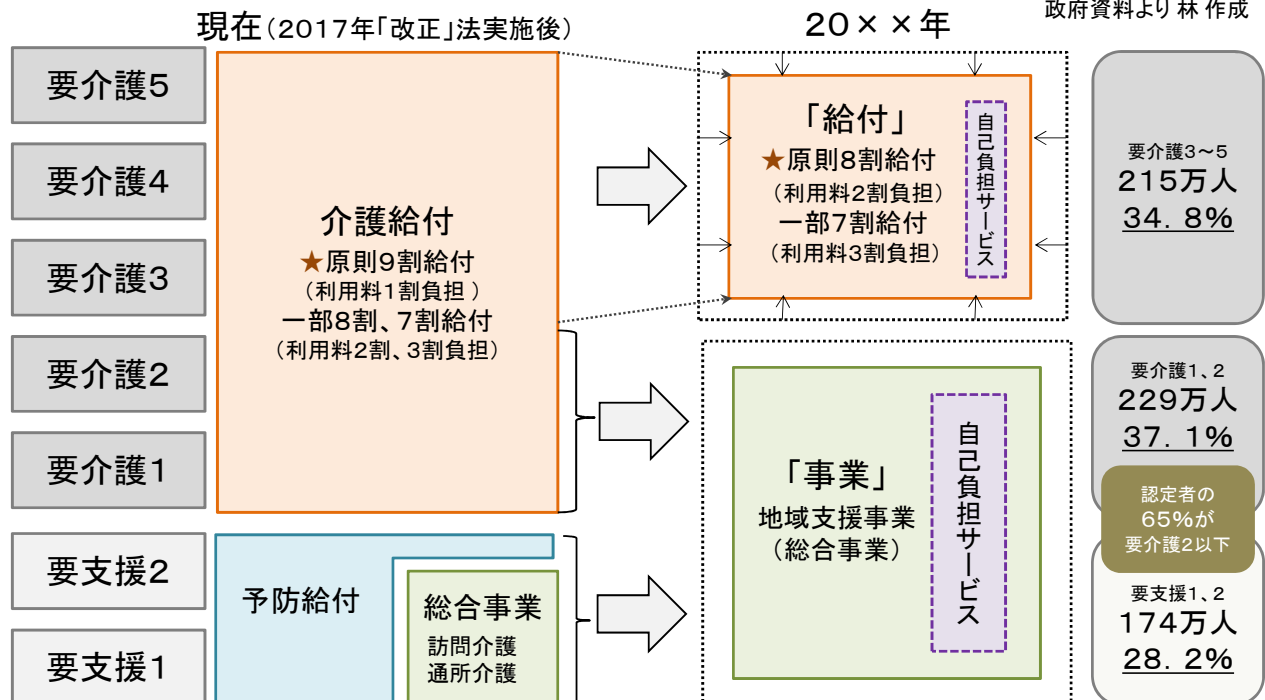 政府資料より 林 作成
現在（2017年「改正」法実施後）
20××年
要介護5
要介護4
要介護3
要介護2
要介護1
要支援2
要支援1
介護給付
★原則9割給付
（利用料1割負担 ）
一部8割、7割給付
（利用料2割、3割負担）
予防給付
総合事業
訪問介護
通所介護
「給付」
★原則8割給付
（利用料2割負担）
一部7割給付
（利用料3割負担）
自己負担サービス
「事業」
地域支援事業
（総合事業）
自己負担サービス
要介護3～5
215万人
34．8%
要介護1、2
229万人
37．1%
認定者の
65%が
要介護2以下
要支援1、2
174万人
28．2%